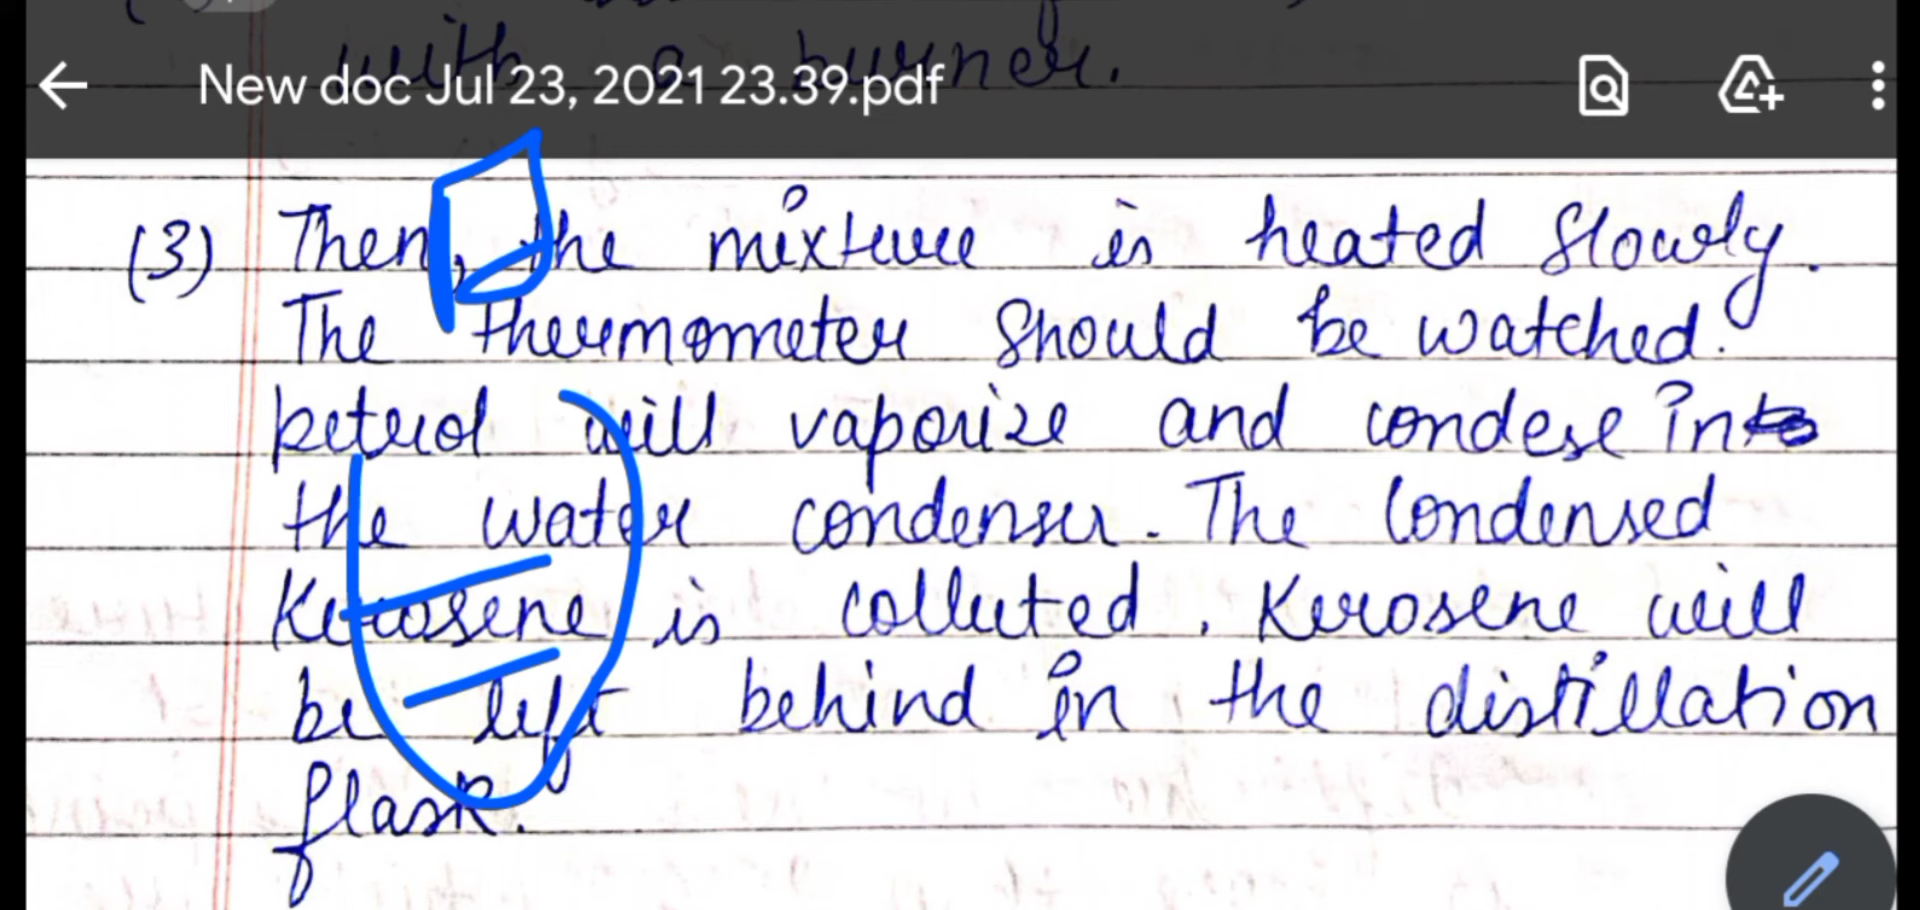 with a burner.
New doc Jul 23, 2021 23.39.pdf
(3) Then, the mixture is heated slowly.
The thermometer should be watched.
petrol will vaporize and condese into
the water condenser. The Condensed
Kerosene is collected. Kerosene will
be left behind in the distillation
flask.